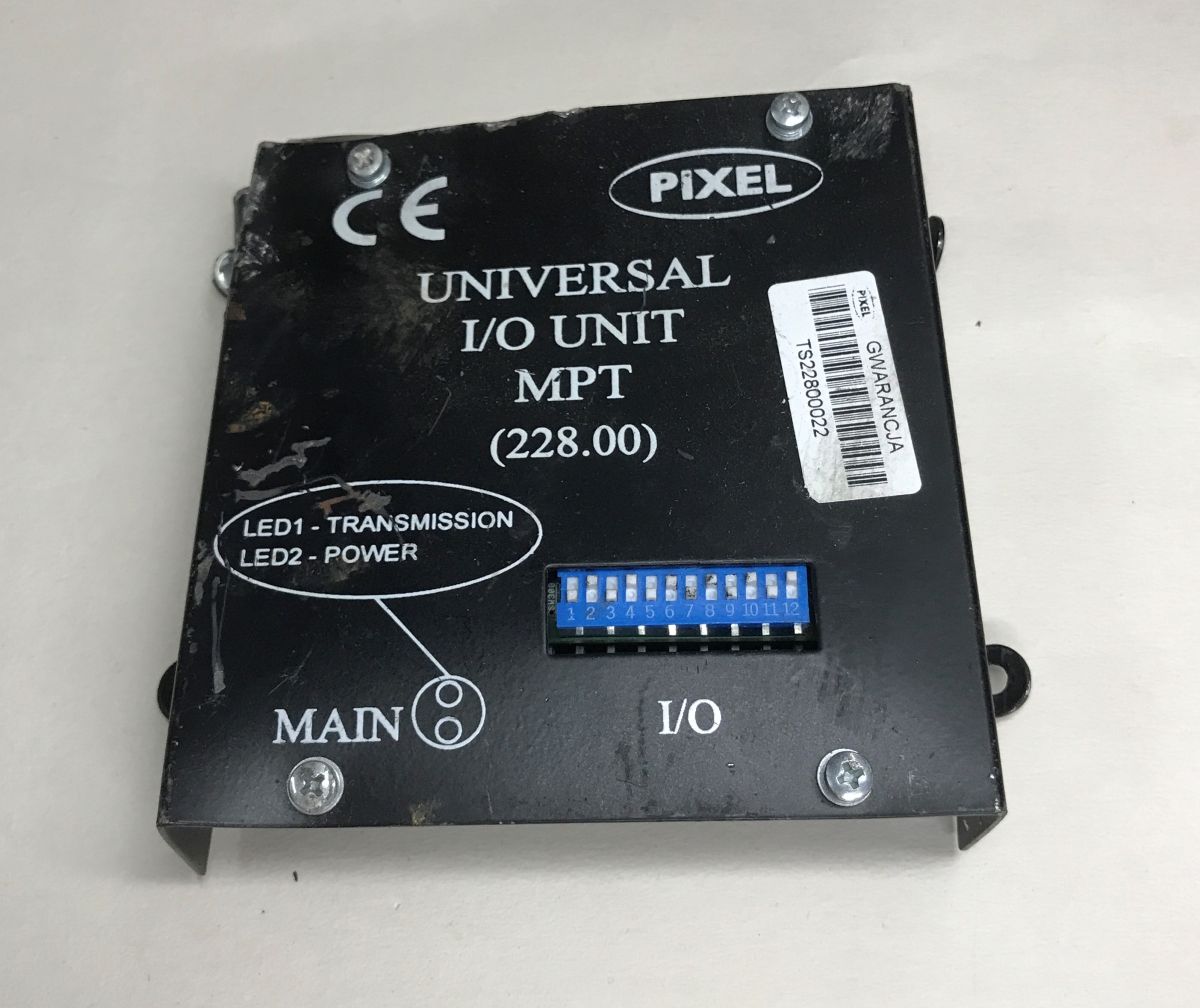 CE
PiXEL
UNIVERSAL
I/O UNIT
MPT
(228.00)
PIXEL
GWARANCJA
TS22800022
LED1 - TRANSMISSION
LED2 - POWER
1 2 3 4 5 6 7 8 9 10 11 12
MAIN
I/O